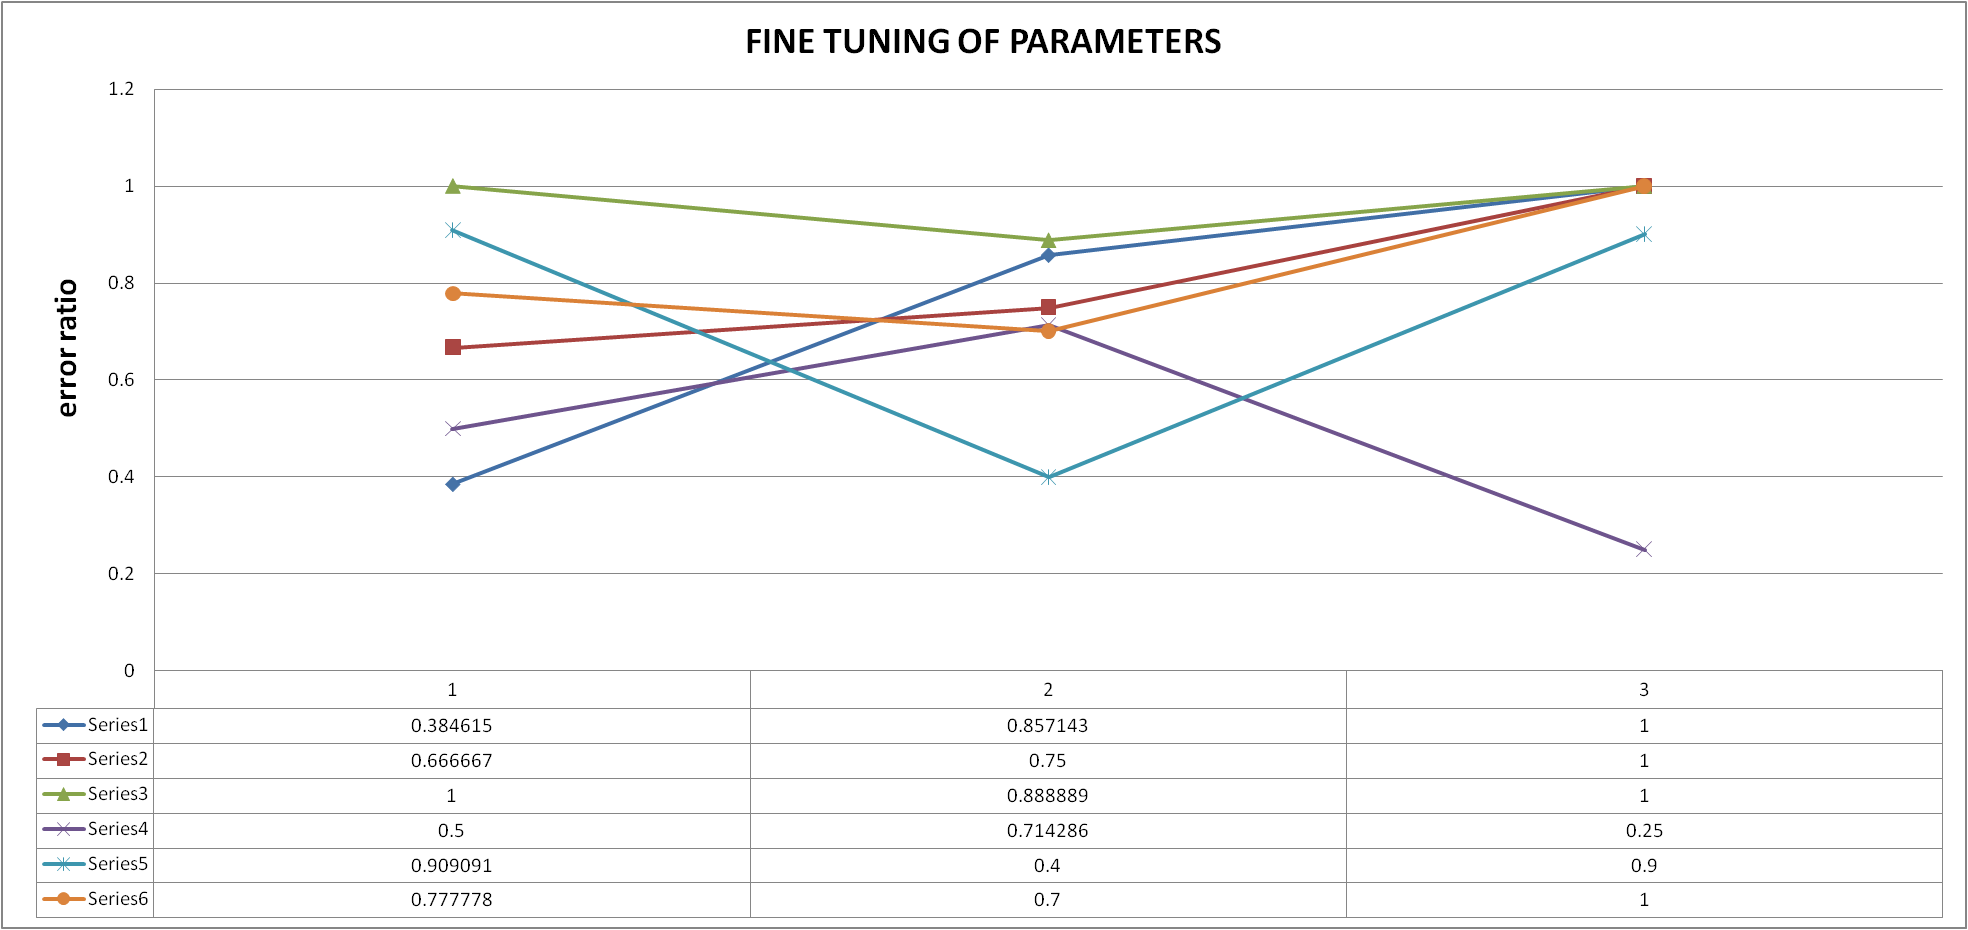 FINE TUNING OF PARAMETERS
error ratio
1.2
1
0.8
0.6
0.4
0.2
0
1 2 3
Series1 0.384615 0.857143 1
Series2 0.666667 0.75 1
Series3 1 0.888889 1
Series4 0.5 0.714286 0.25
Series5 0.909091 0.4 0.9
Series6 0.777778 0.7 1